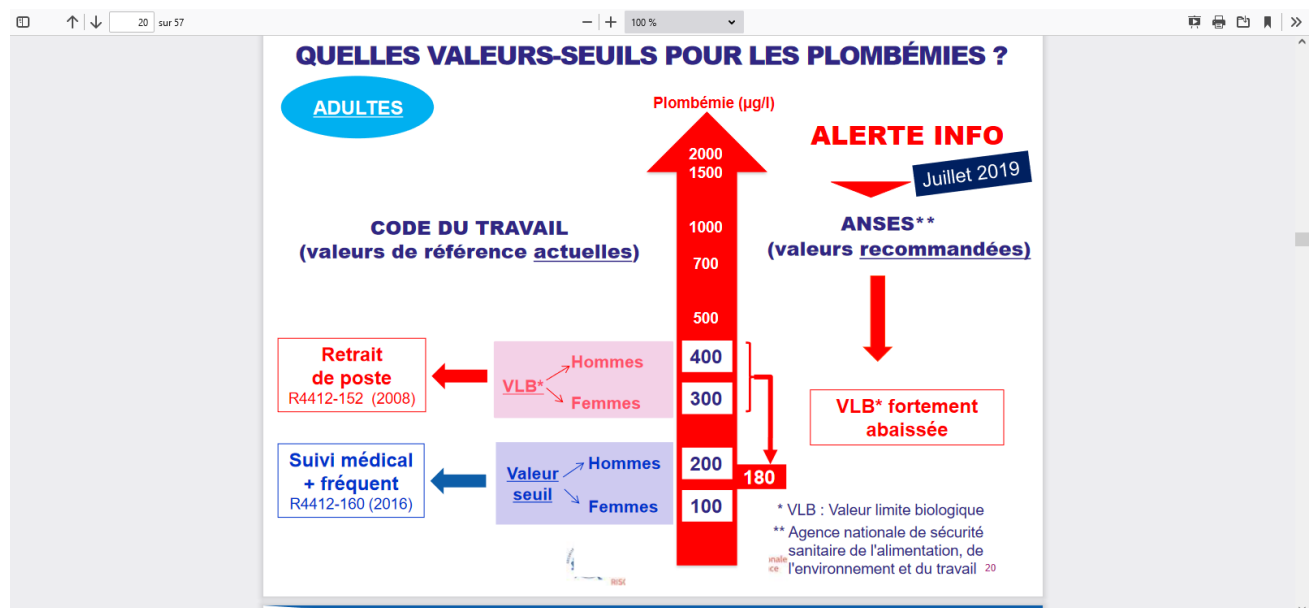 20 sur 57
100 %
QUELLES VALEURS-SEUILS POUR LES PLOMBÉMIES ?
ADULTES
Plombémie (µg/l)
ALERTE INFO
Juillet 2019
2000
1500
1000
700
500
400
300
200
100
180
CODE DU TRAVAIL
(valeurs de référence actuelles)
ANSES**
(valeurs recommandées)
Retrait
de poste
R4412-152 (2008)
VLB*
Hommes
Femmes
VLB* fortement
abaissée
Suivi médical
+ fréquent
R4412-160 (2016)
Valeur
seuil
Hommes
Femmes
* VLB : Valeur limite biologique
** Agence nationale de sécurité
sanitaire de l'alimentation, de
l'environnement et du travail
20